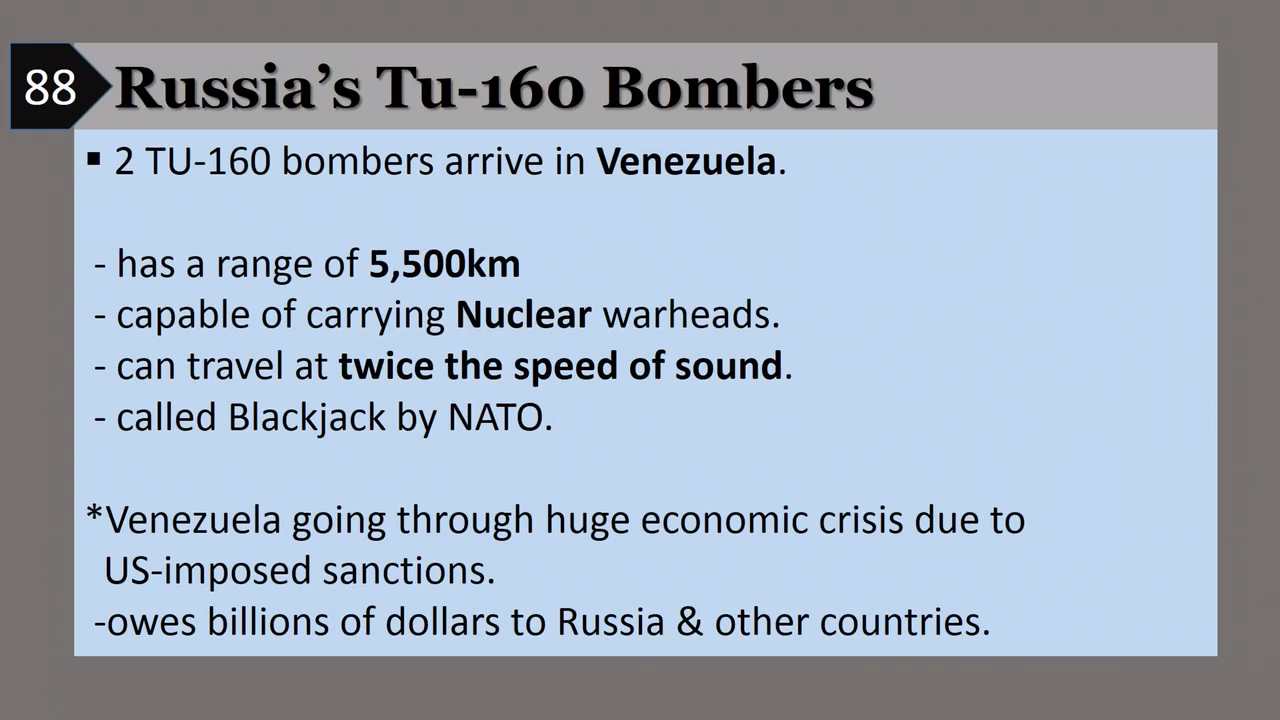 88
Russia’s Tu-160 Bombers
▪ 2 TU-160 bombers arrive in Venezuela.
- has a range of 5,500km
- capable of carrying Nuclear warheads.
- can travel at twice the speed of sound.
- called Blackjack by NATO.
*Venezuela going through huge economic crisis due to
US-imposed sanctions.
-owes billions of dollars to Russia & other countries.